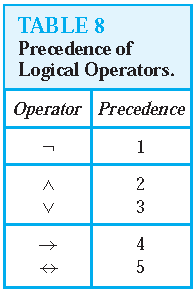 TABLE 8
Precedence of
Logical Operators.
Operator Precedence
¬ 1
∧ 2
∨ 3
→ 4
↔ 5